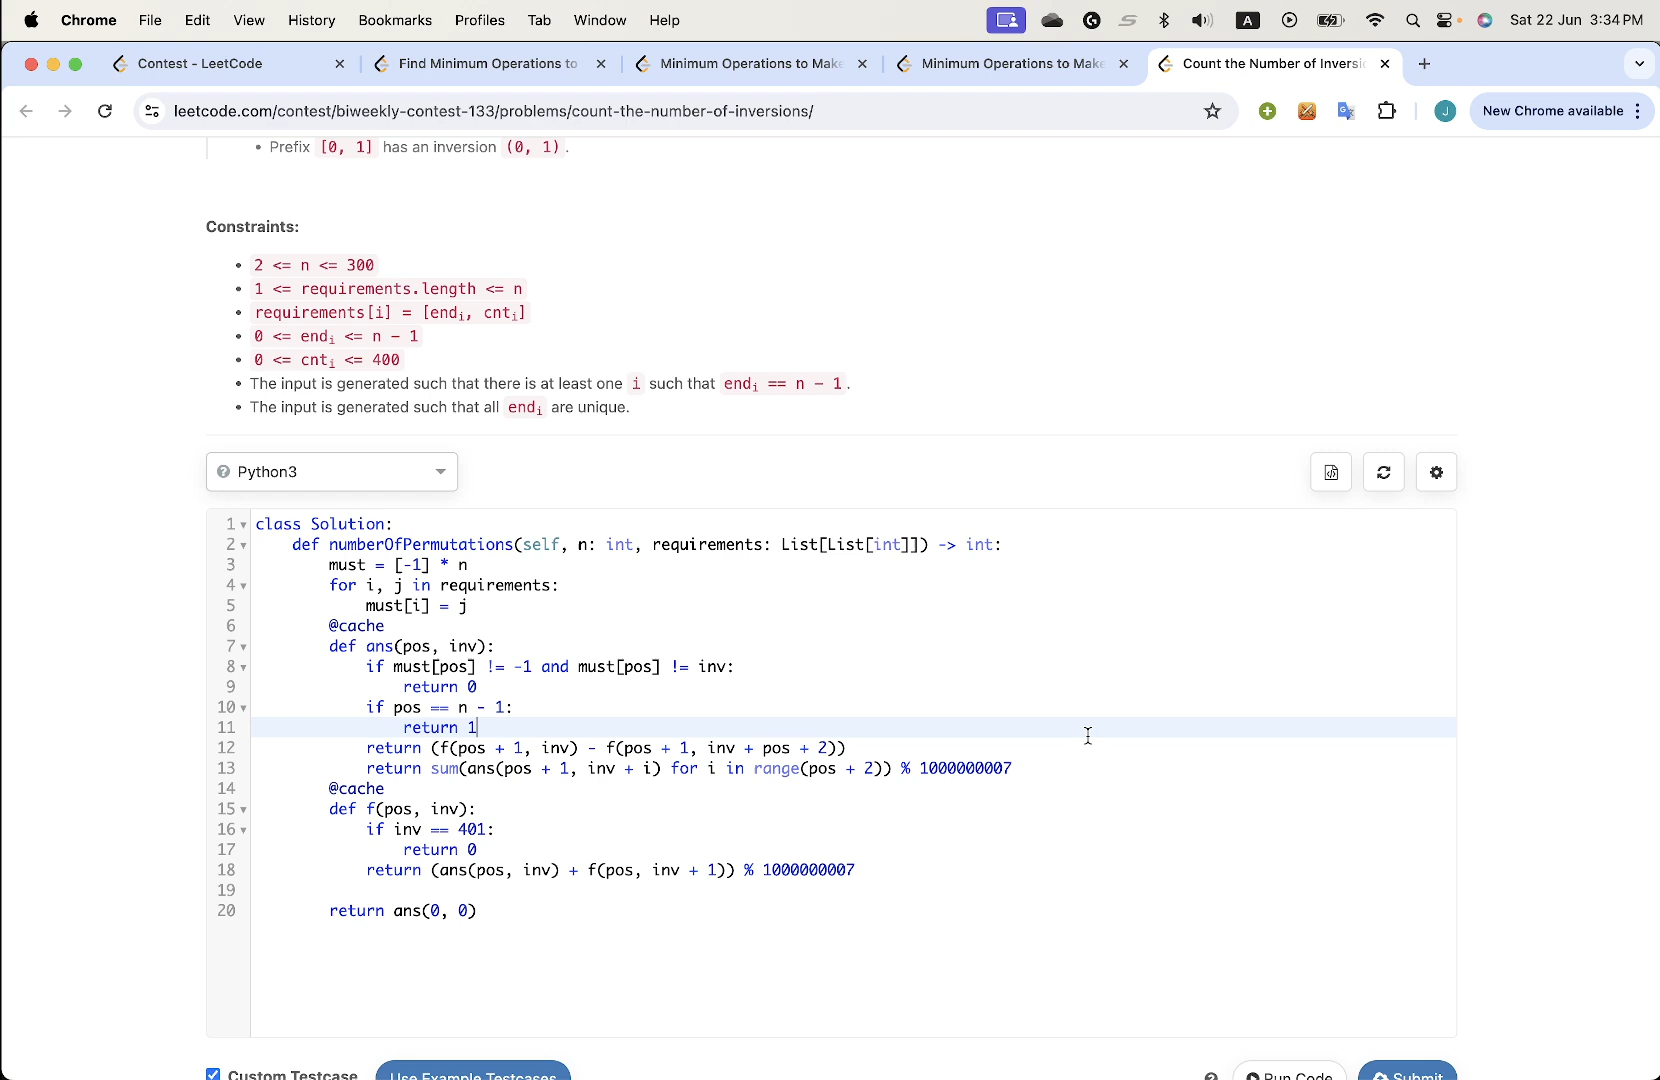 Chrome File Edit View History Bookmarks Profiles Tab Window Help A Sat 22 Jun 3:34 PM
Contest - LeetCode Find Minimum Operations to Minimum Operations to Make Minimum Operations to Make Count the Number of Inversi
leetcode.com/contest/biweekly-contest-133/problems/count-the-number-of-inversions/ J New Chrome available
• Prefix [0, 1] has an inversion (0, 1).
Constraints:
• 2 <= n <= 300
• 1 <= requirements.length <= n
• requirements[i] = [endi, cnti]
• 0 <= endi <= n - 1
• 0 <= cnti <= 400
• The input is generated such that there is at least one i such that endi == n - 1.
• The input is generated such that all endi are unique.
Python3
1 class Solution:
2     def numberOfPermutations(self, n: int, requirements: List[List[int]]) -> int:
3         must = [-1] * n
4         for i, j in requirements:
5             must[i] = j
6         @cache
7         def ans(pos, inv):
8             if must[pos] != -1 and must[pos] != inv:
9                 return 0
10             if pos == n - 1:
11                 return 1
12             return (f(pos + 1, inv) - f(pos + 1, inv + pos + 2))
13             return sum(ans(pos + 1, inv + i) for i in range(pos + 2)) % 1000000007
14         @cache
15         def f(pos, inv):
16             if inv == 401:
17                 return 0
18             return (ans(pos, inv) + f(pos, inv + 1)) % 1000000007
19
20         return ans(0, 0)
Custom Testcase Use Example Testcases Run Code Submit